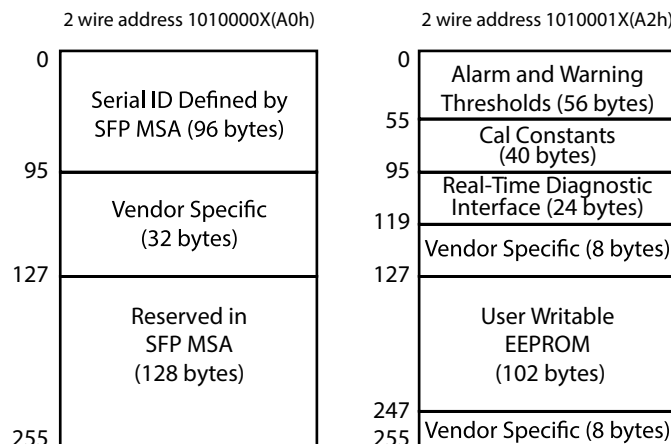 2 wire address 1010000X(A0h)
0
Serial ID Defined by
SFP MSA (96 bytes)
95
Vendor Specific
(32 bytes)
127
Reserved in
SFP MSA
(128 bytes)
255
2 wire address 1010001X(A2h)
0
Alarm and Warning
Thresholds (56 bytes)
55
Cal Constants
(40 bytes)
95
Real-Time Diagnostic
Interface (24 bytes)
119
Vendor Specific (8 bytes)
127
User Writable
EEPROM
(102 bytes)
247
Vendor Specific (8 bytes)
255